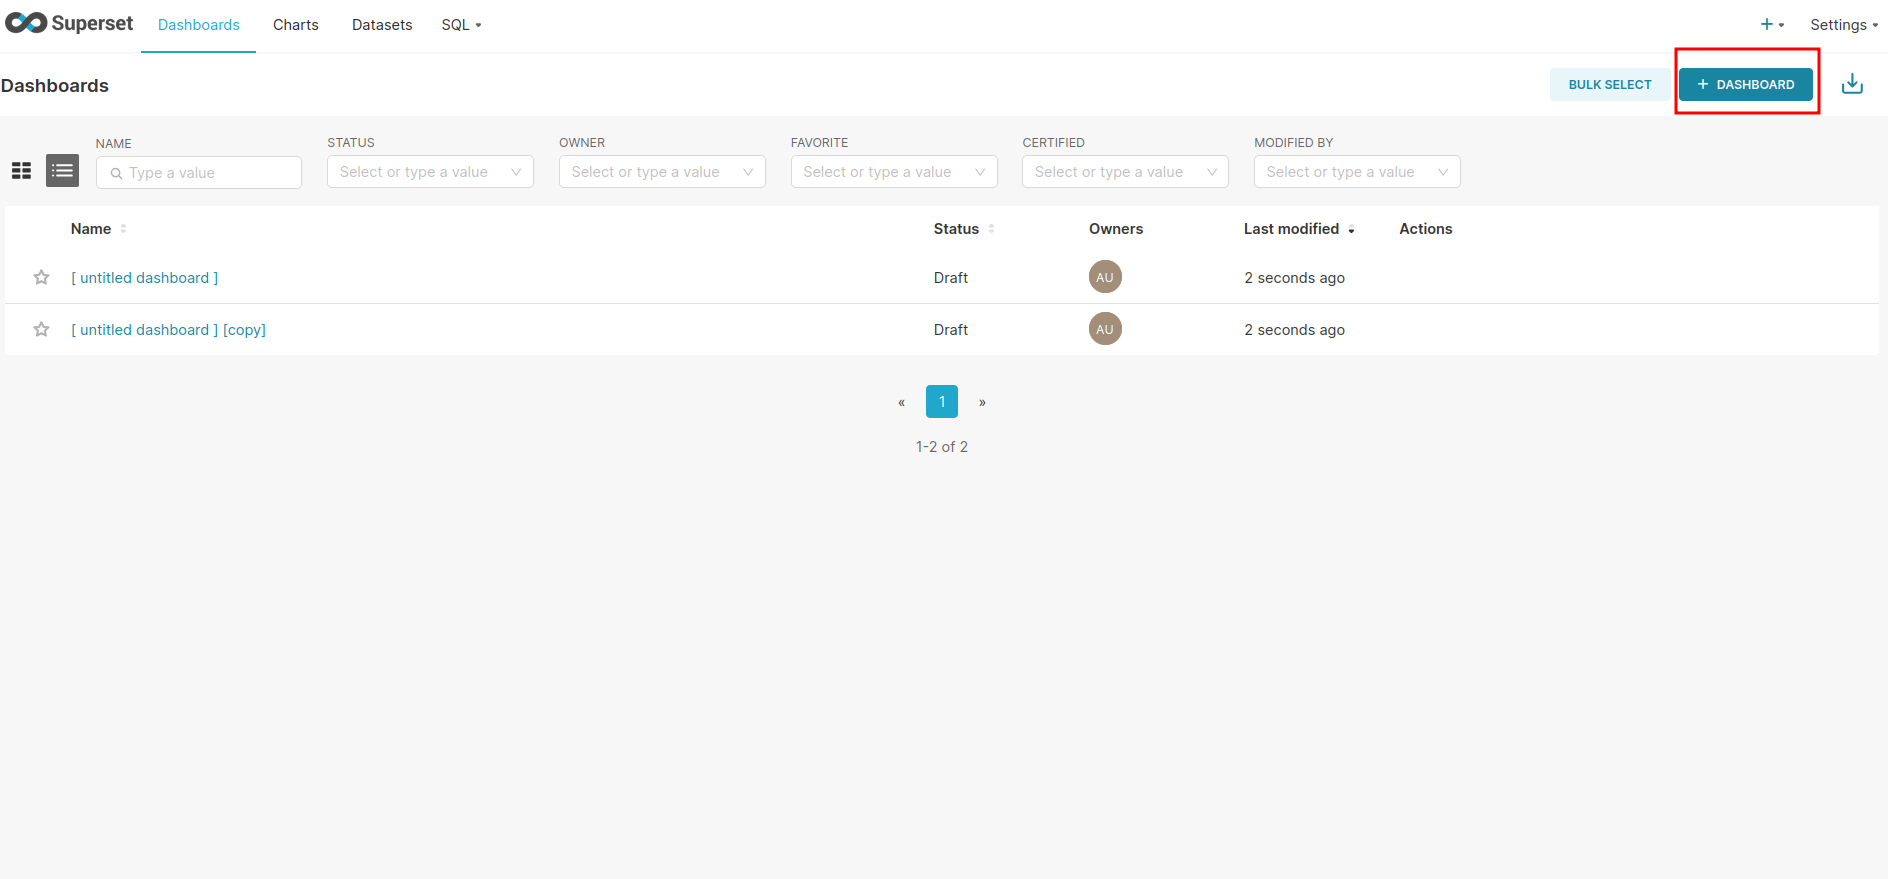 Superset Dashboards Charts Datasets SQL + Settings
Dashboards BULK SELECT + DASHBOARD
NAME STATUS OWNER FAVORITE CERTIFIED MODIFIED BY
Type a value Select or type a value Select or type a value Select or type a value Select or type a value Select or type a value
Name Status Owners Last modified Actions
[ untitled dashboard ] Draft AU 2 seconds ago
[ untitled dashboard ] [copy] Draft AU 2 seconds ago
« 1 »
1-2 of 2